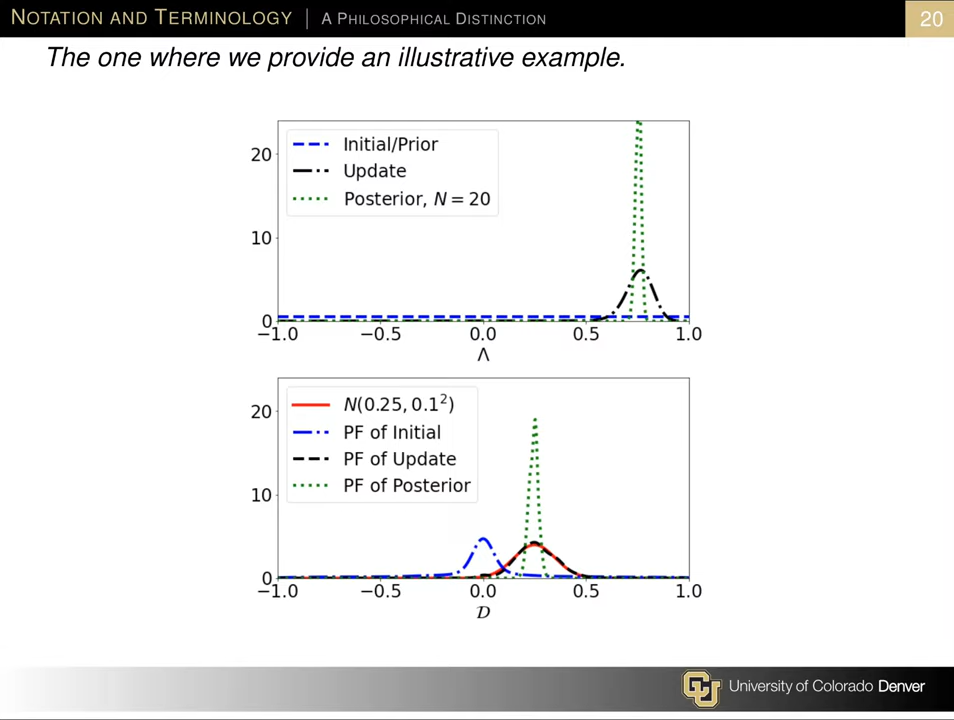 NOTATION AND TERMINOLOGY | A PHILOSOPHICAL DISTINCTION 20
The one where we provide an illustrative example.
Initial/Prior
Update
Posterior, N = 20
20
10
0
−1.0 −0.5 0.0 0.5 1.0
Λ
N(0.25, 0.1²)
PF of Initial
PF of Update
PF of Posterior
20
10
0
−1.0 −0.5 0.0 0.5 1.0
𝒟
CU University of Colorado Denver